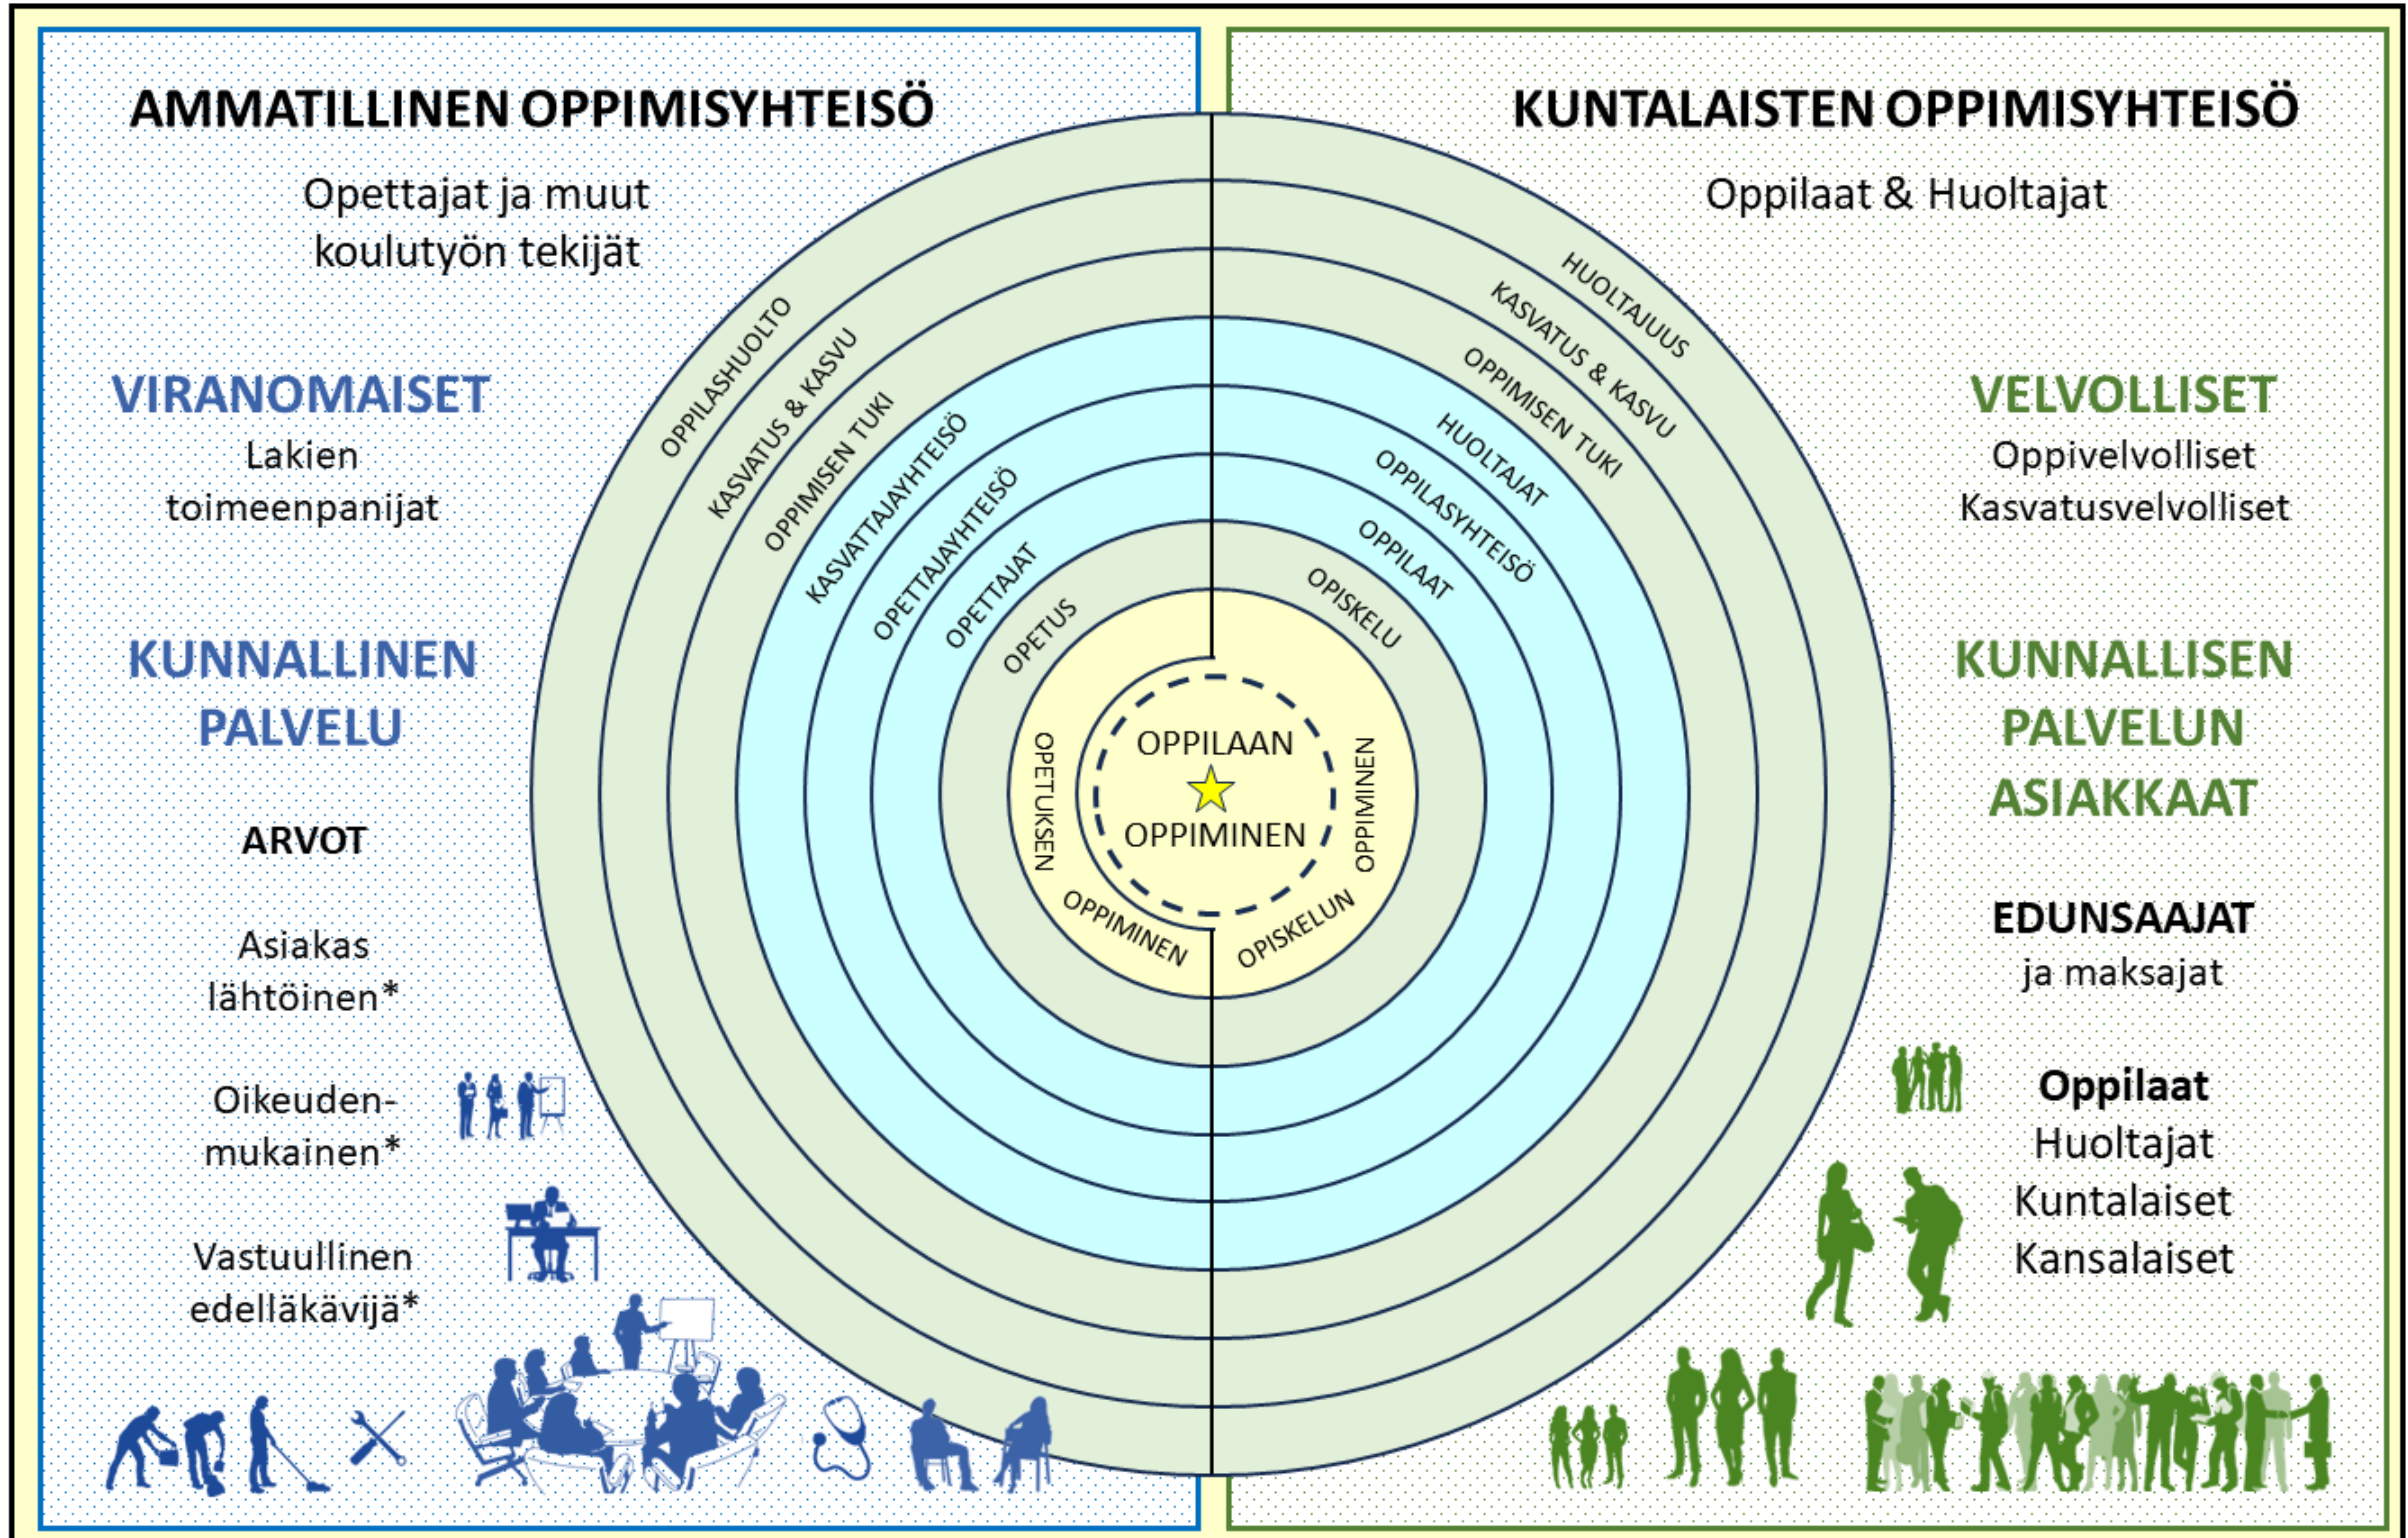 AMMATILLINEN OPPIMISYHTEISÖ
Opettajat ja muut
koulutyön tekijät
VIRANOMAISET
Lakien
toimeenpanijat
KUNNALLINEN
PALVELU
ARVOT
Asiakas
lähtöinen*
Oikeuden-
mukainen*
Vastuullinen
edelläkävijä*
OPPILASHUOLTO
KASVATUS & KASVU
OPPIMISEN TUKI
KASVATTAJAYHTEISÖ
OPETTAJAYHTEISÖ
OPETTAJAT
OPETUS
OPETUKSEN
OPPIMINEN
OPPILAAN
OPPIMINEN
OPISKELUN
OPPIMINEN
OPISKELU
OPPILAAT
OPPILASYHTEISÖ
HUOLTAJAT
OPPIMISEN TUKI
KASVATUS & KASVU
HUOLTAJUUS
KUNTALAISTEN OPPIMISYHTEISÖ
Oppilaat & Huoltajat
VELVOLLISET
Oppivelvolliset
Kasvatusvelvolliset
KUNNALLISEN
PALVELUN
ASIAKKAAT
EDUNSAAJAT
ja maksajat
Oppilaat
Huoltajat
Kuntalaiset
Kansalaiset